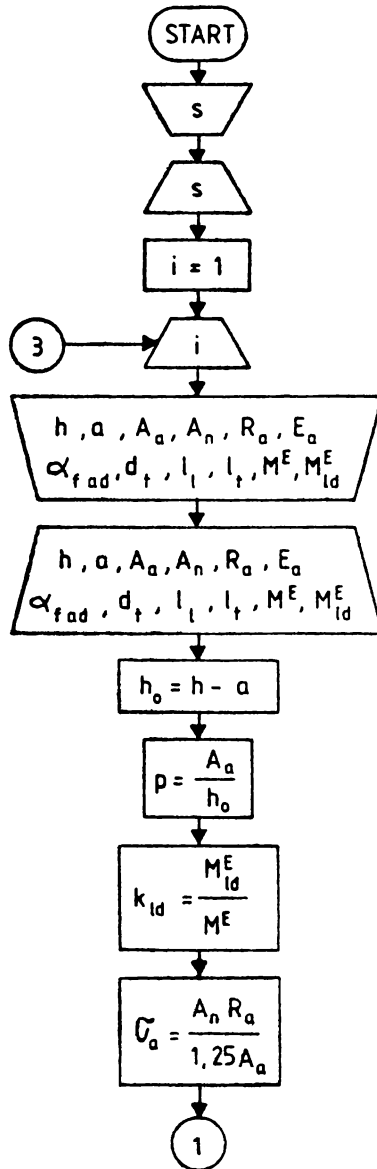 START
s
s
i = 1
3
i
h , a , A_a , A_n , R_a , E_a
α_fad , d_t , l_l , l_t , M^E , M^E_ld
h , a , A_a , A_n , R_a , E_a
α_fad , d_t , l_l , l_t , M^E , M^E_ld
h_o = h - a
p = A_a / h_o
k_ld = M^E_ld / M^E
σ_a = A_n R_a / 1,25 A_a
1